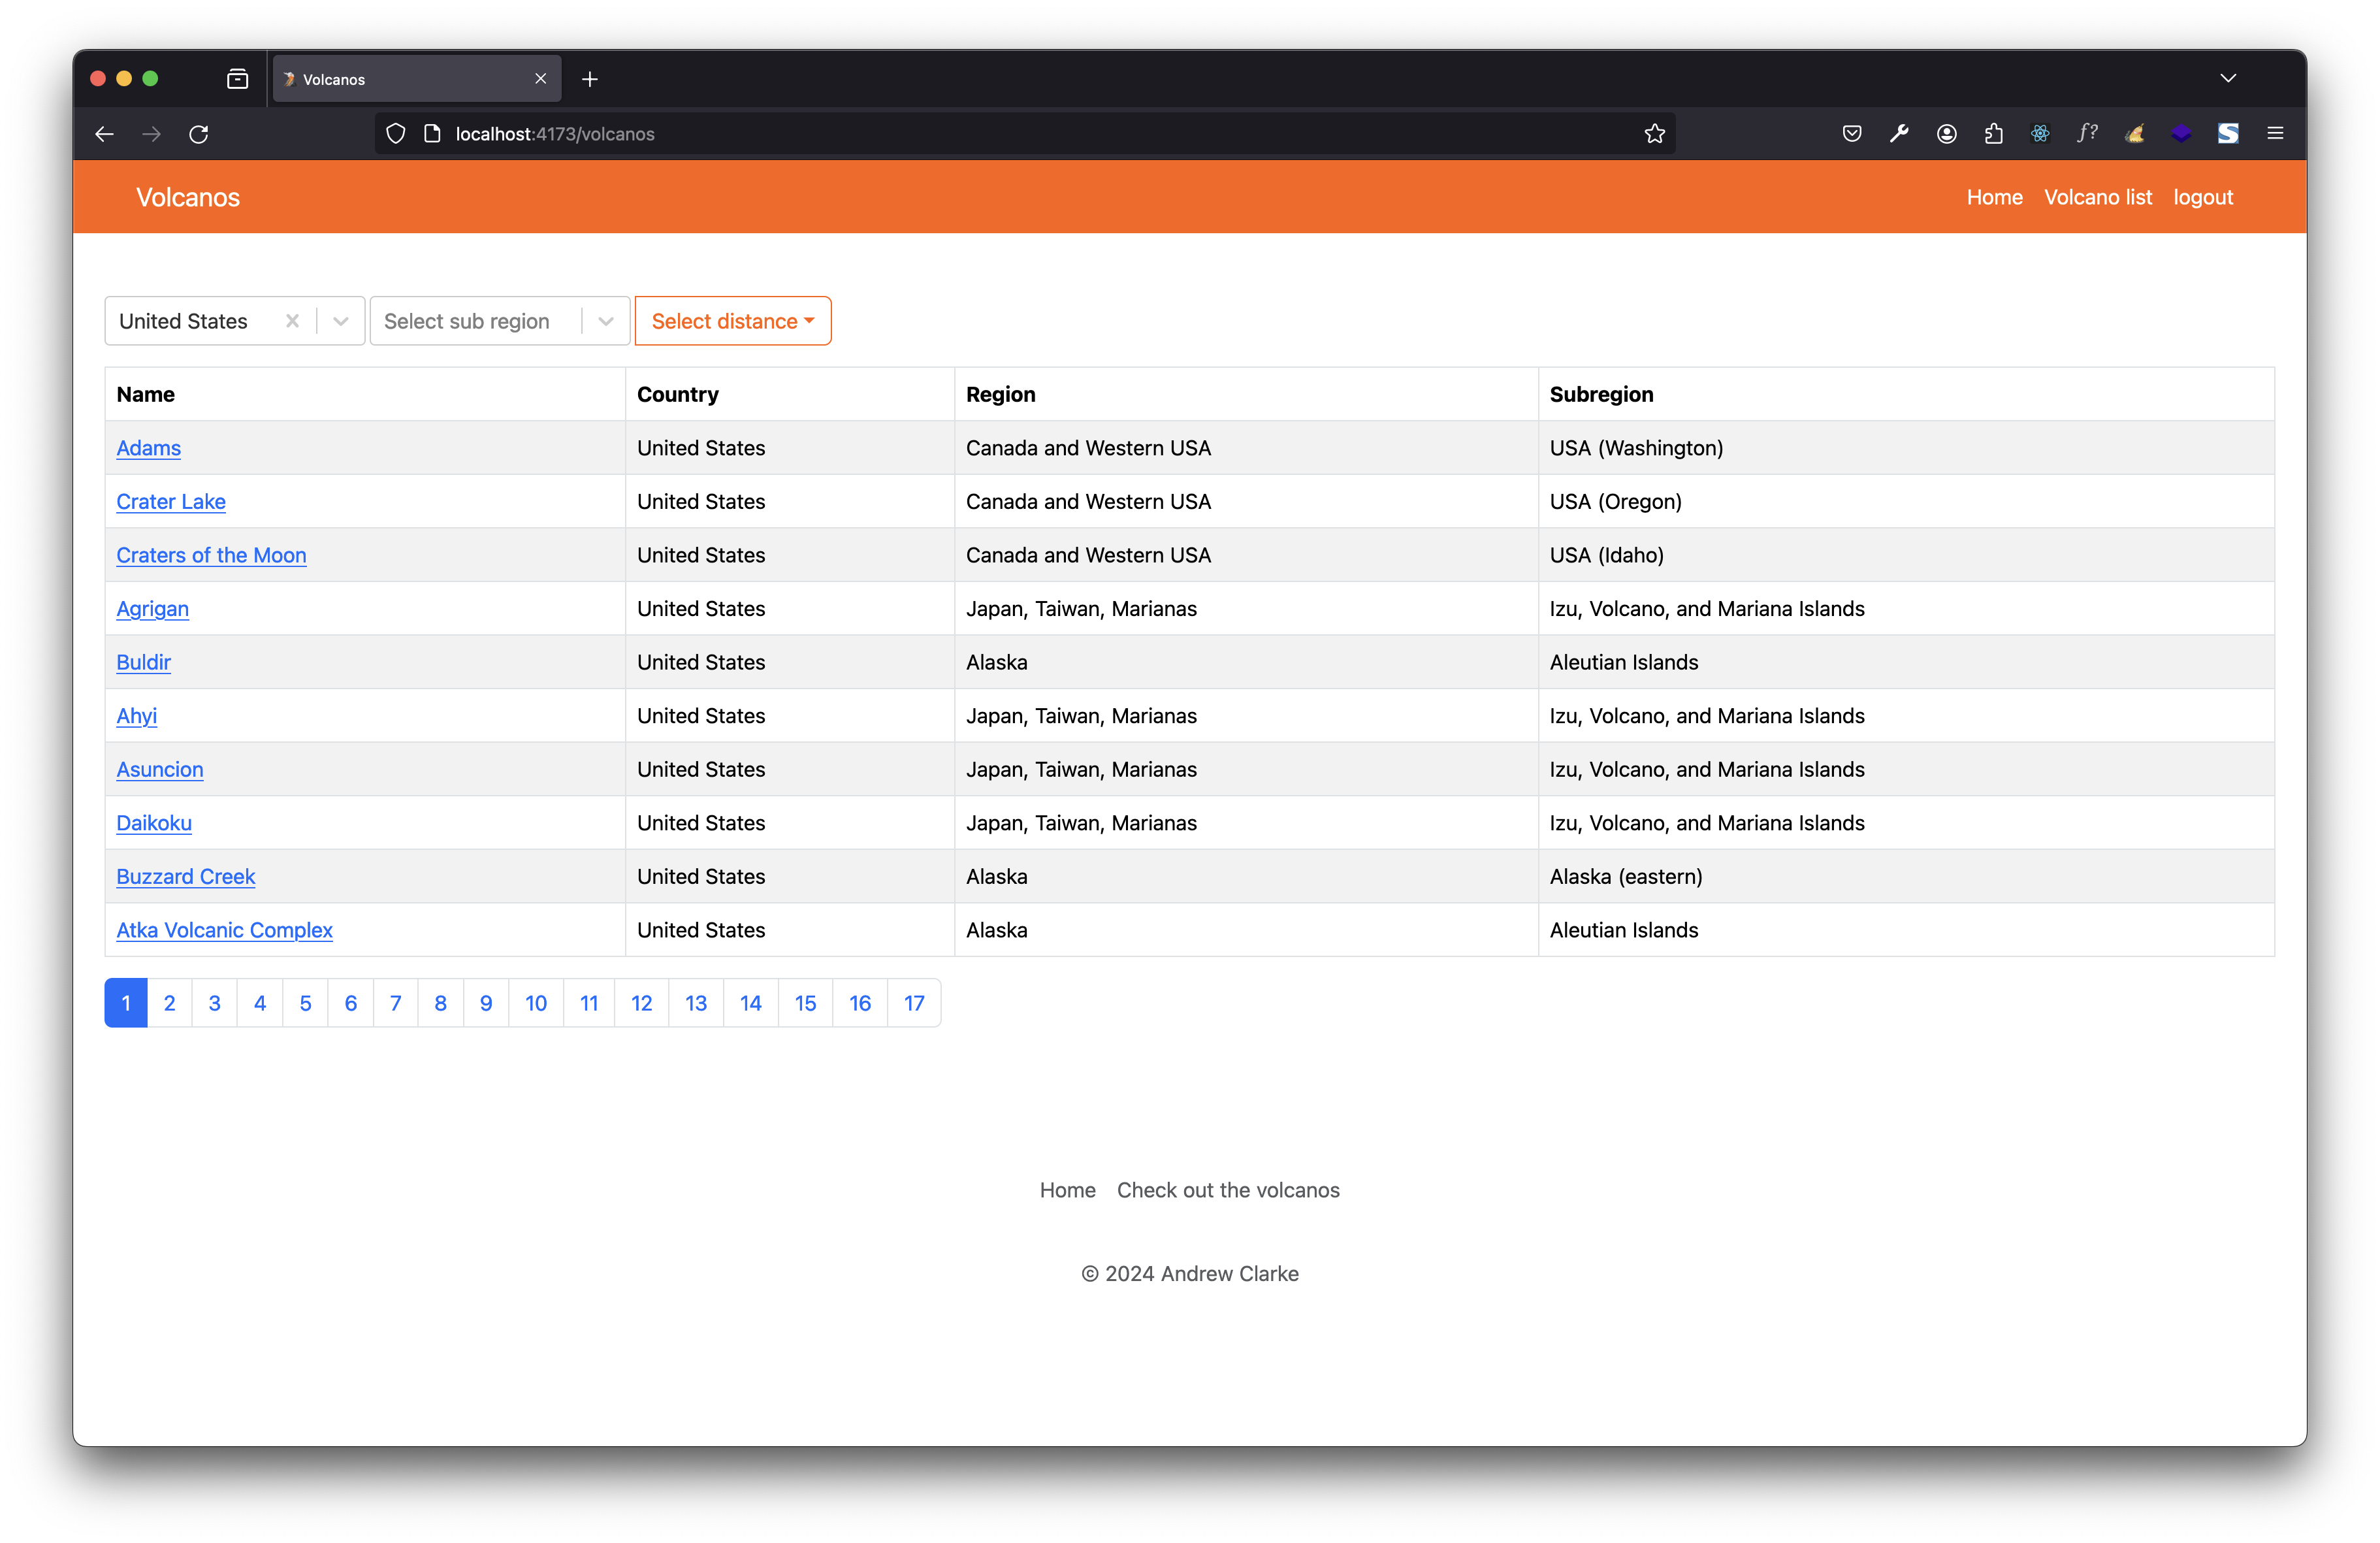 Volcanos
localhost:4173/volcanos
f?
Volcanos Home Volcano list logout
United States Select sub region Select distance
Name Country Region Subregion
Adams United States Canada and Western USA USA (Washington)
Crater Lake United States Canada and Western USA USA (Oregon)
Craters of the Moon United States Canada and Western USA USA (Idaho)
Agrigan United States Japan, Taiwan, Marianas Izu, Volcano, and Mariana Islands
Buldir United States Alaska Aleutian Islands
Ahyi United States Japan, Taiwan, Marianas Izu, Volcano, and Mariana Islands
Asuncion United States Japan, Taiwan, Marianas Izu, Volcano, and Mariana Islands
Daikoku United States Japan, Taiwan, Marianas Izu, Volcano, and Mariana Islands
Buzzard Creek United States Alaska Alaska (eastern)
Atka Volcanic Complex United States Alaska Aleutian Islands
1 2 3 4 5 6 7 8 9 10 11 12 13 14 15 16 17
Home Check out the volcanos
© 2024 Andrew Clarke